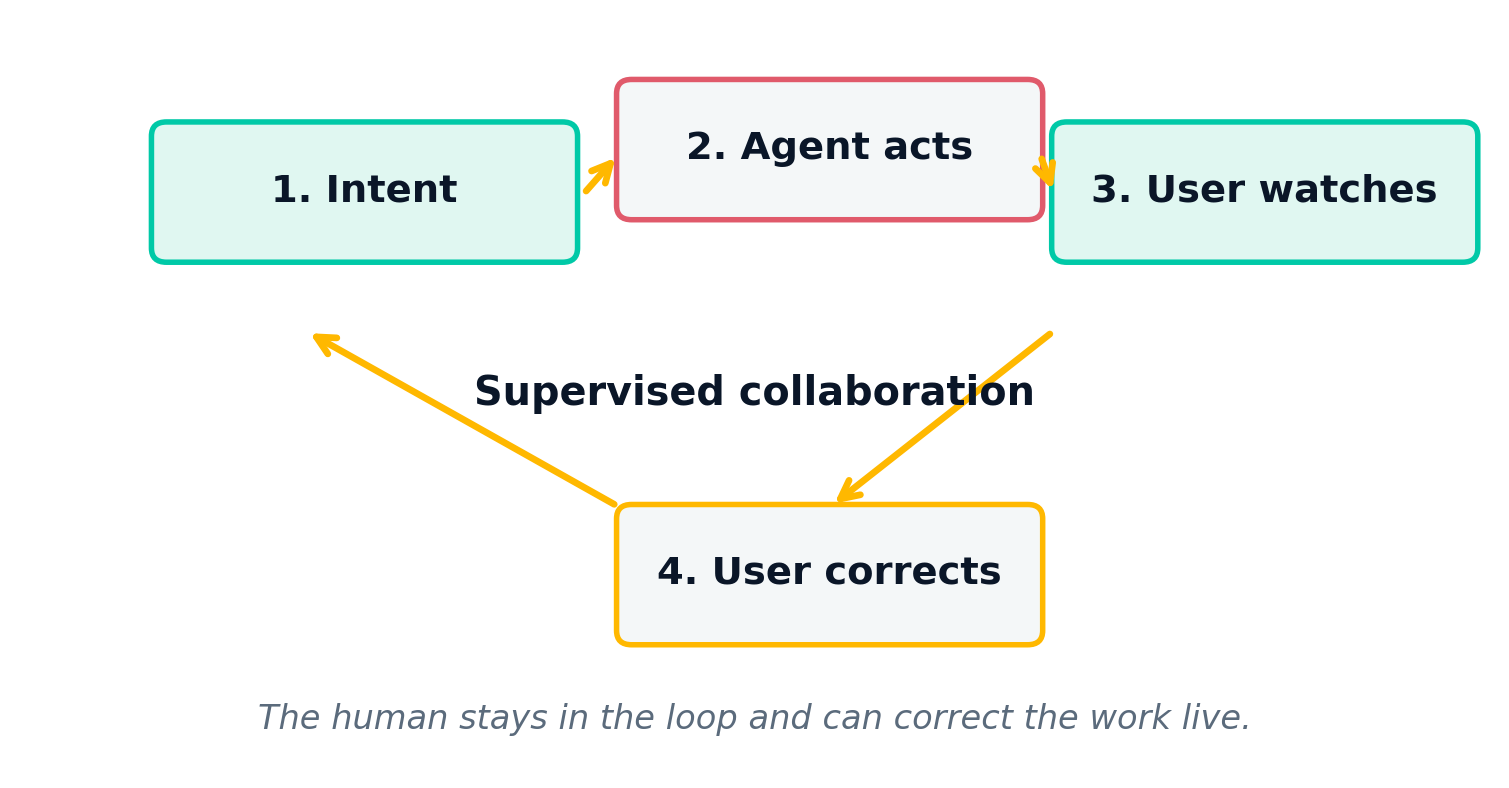 1. Intent
2. Agent acts
3. User watches
Supervised collaboration
4. User corrects
The human stays in the loop and can correct the work live.